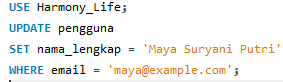 USE Harmony_Life;
UPDATE pengguna
SET nama_lengkap = 'Maya Suryani Putri'
WHERE email = 'maya@example.com';